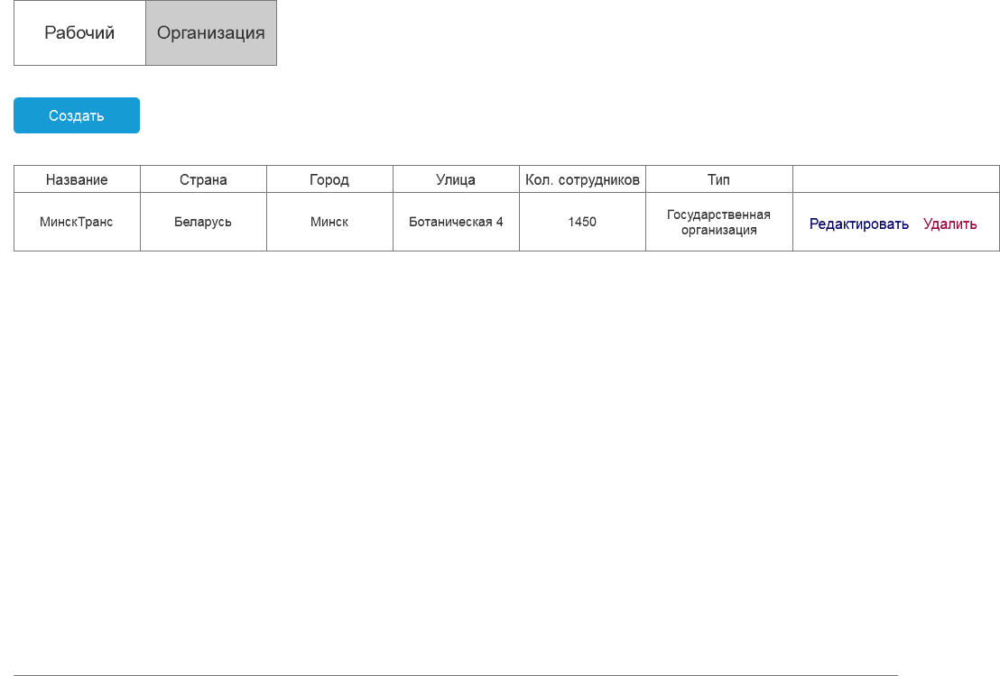 Рабочий Организация
Создать
Название Страна Город Улица Кол. сотрудников Тип
МинскТранс Беларусь Минск Ботаническая 4 1450 Государственная
организация Редактировать Удалить